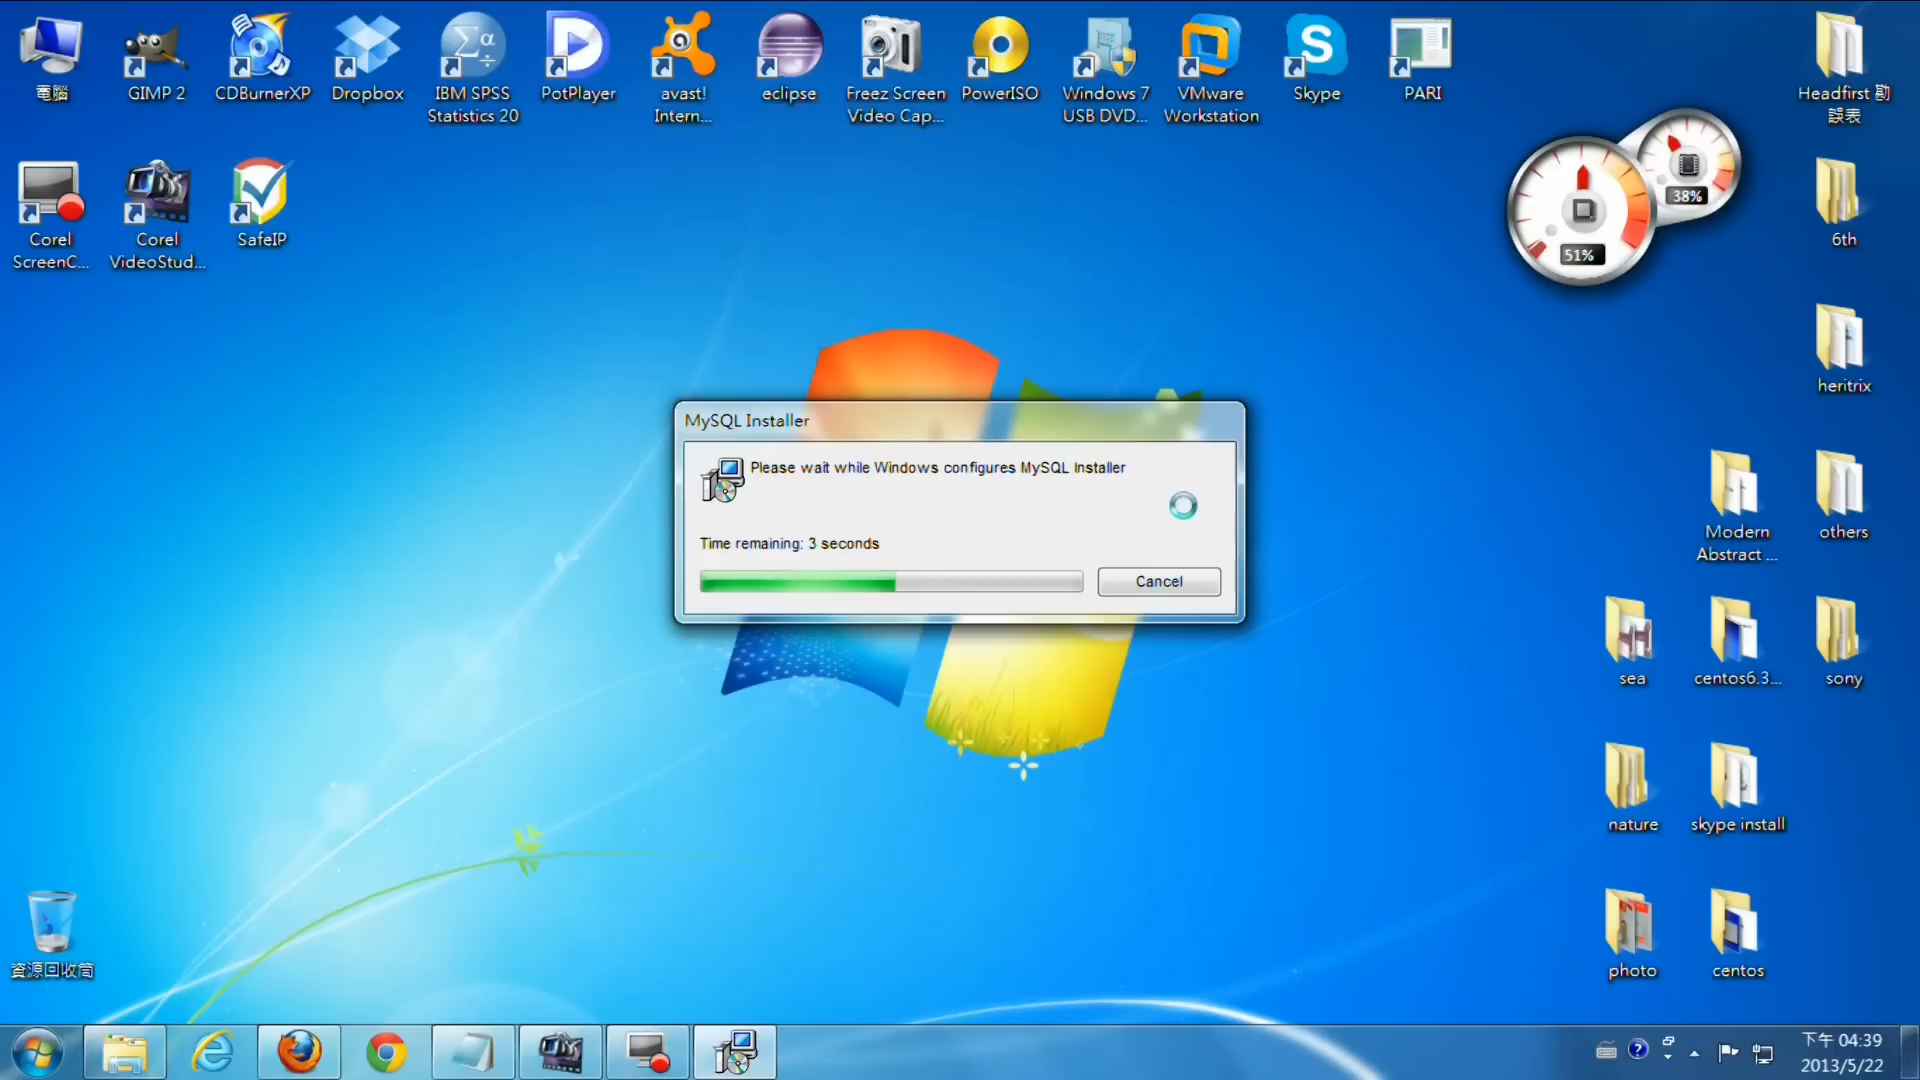 電腦
GIMP 2
CDBurnerXP
Dropbox
IBM SPSS
Statistics 20
PotPlayer
avast!
Intern...
eclipse
Freez Screen
Video Cap...
PowerISO
Windows 7
USB DVD...
VMware
Workstation
Skype
PARI
Headfirst 勘
誤表
Corel
ScreenC...
Corel
VideoStud...
SafeIP
38%
51%
6th
heritrix
MySQL Installer
Please wait while Windows configures MySQL Installer
Time remaining: 3 seconds
Cancel
Modern
Abstract ...
others
sea
centos6.3...
sony
nature
skype install
資源回收筒
photo
centos
下午 04:39
2013/5/22